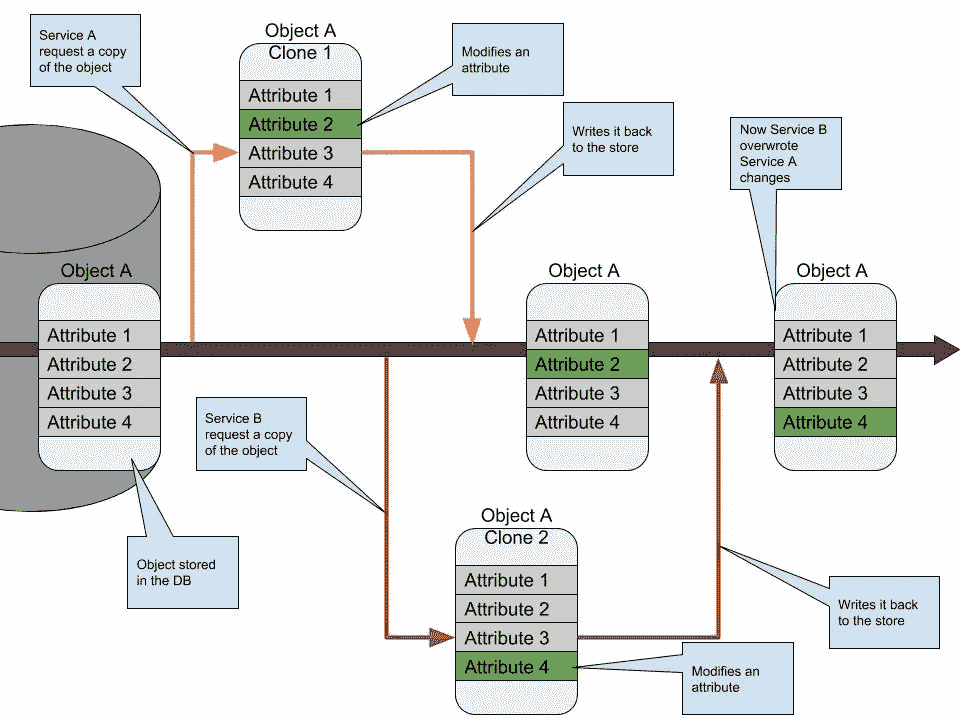 Service A
request a copy
of the object
Object A
Clone 1
Attribute 1
Attribute 2
Attribute 3
Attribute 4
Modifies an
attribute
Writes it back
to the store
Now Service B
overwrote
Service A
changes
Object A
Attribute 1
Attribute 2
Attribute 3
Attribute 4
Object A
Attribute 1
Attribute 2
Attribute 3
Attribute 4
Object A
Attribute 1
Attribute 2
Attribute 3
Attribute 4
Service B
request a copy
of the object
Object stored
in the DB
Object A
Clone 2
Attribute 1
Attribute 2
Attribute 3
Attribute 4
Writes it back
to the store
Modifies an
attribute